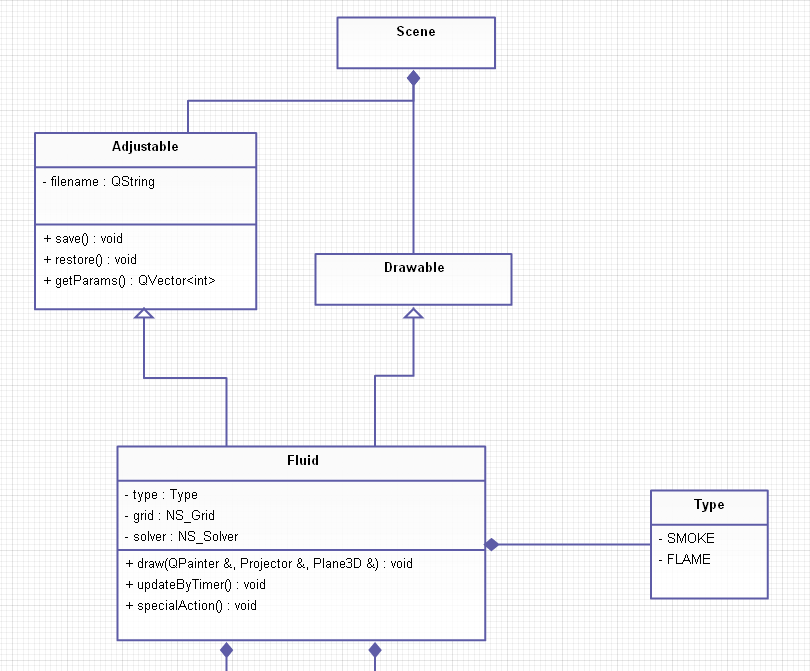 Scene
Adjustable
- filename : QString
+ save() : void
+ restore() : void
+ getParams() : QVector<int>
Drawable
Fluid
- type : Type
- grid : NS_Grid
- solver : NS_Solver
+ draw(QPainter &, Projector &, Plane3D &) : void
+ updateByTimer() : void
+ specialAction() : void
Type
- SMOKE
- FLAME